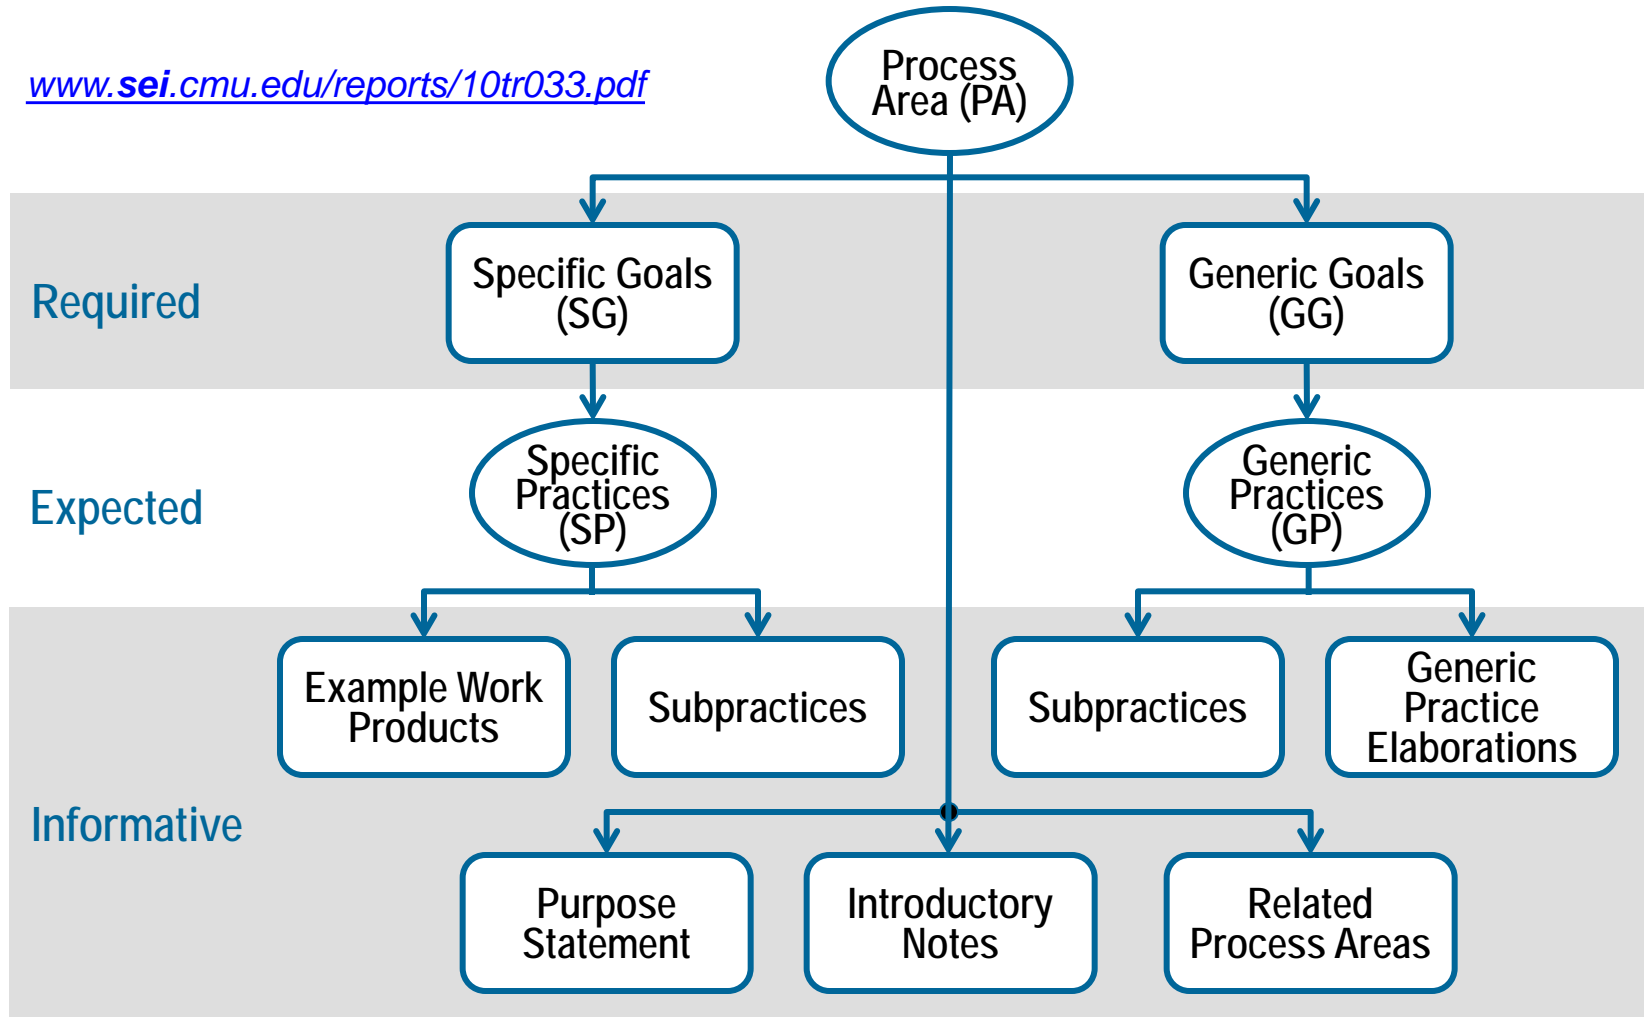 www.sei.cmu.edu/reports/10tr033.pdf
Process
Area (PA)
Required
Specific Goals
(SG)
Generic Goals
(GG)
Expected
Specific
Practices
(SP)
Generic
Practices
(GP)
Informative
Example Work
Products
Subpractices
Subpractices
Generic
Practice
Elaborations
Purpose
Statement
Introductory
Notes
Related
Process Areas